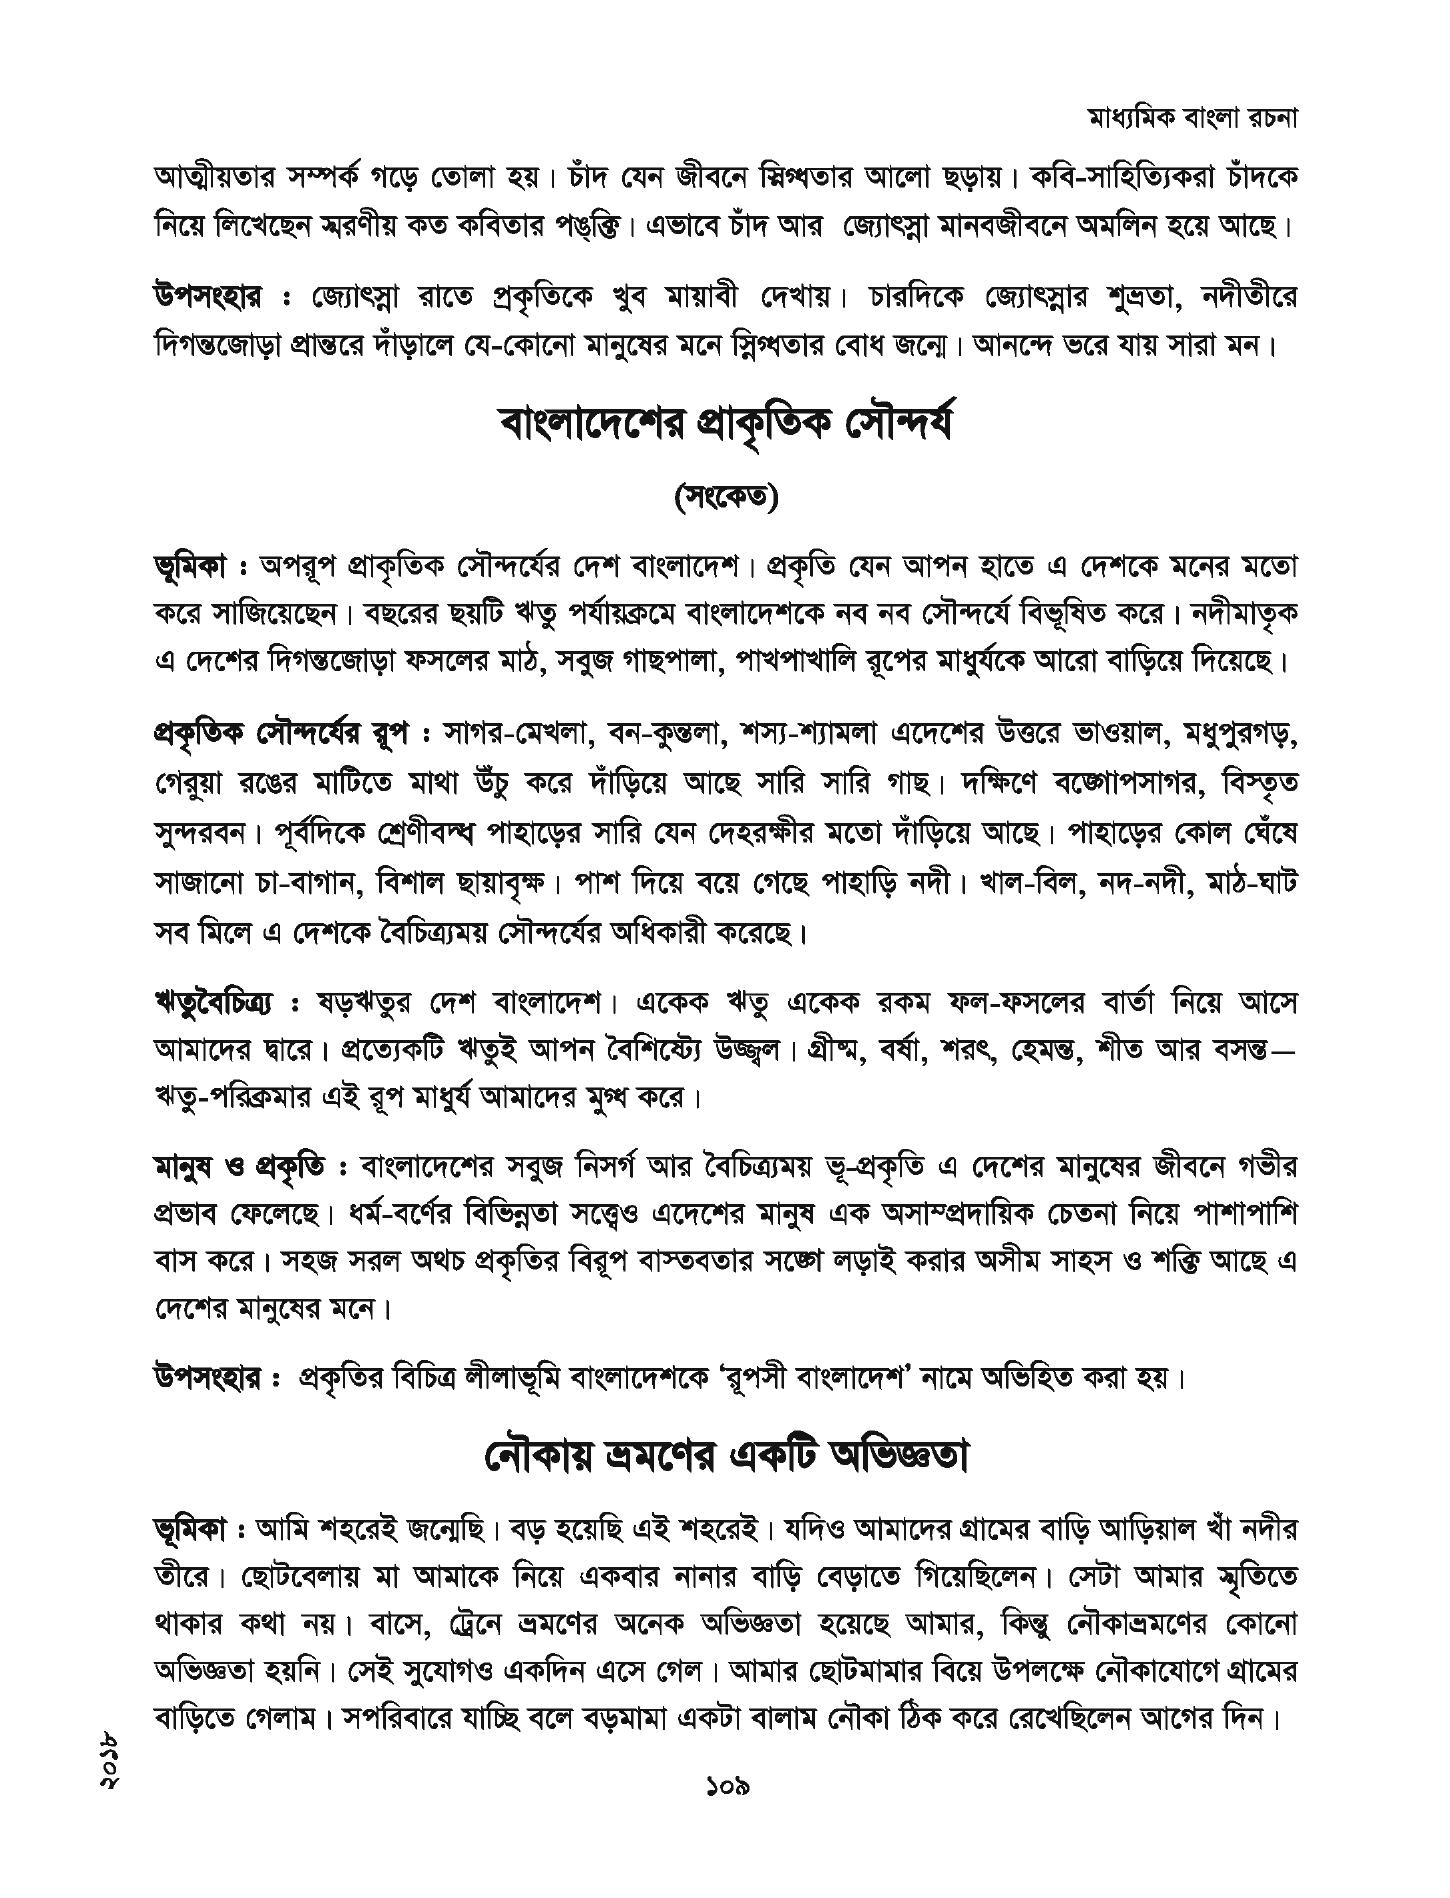 মাধ্যমিক বাংলা রচনা
আত্মীয়তার সম্পর্ক গড়ে তোলা হয়। চাঁদ যেন জীবনে স্নিগ্ধতার আলো ছড়ায়। কবি-সাহিত্যিকরা চাঁদকে
নিয়ে লিখেছেন স্মরণীয় কত কবিতার পঙ্‌ক্তি। এভাবে চাঁদ আর জ্যোৎস্না মানবজীবনে অমলিন হয়ে আছে।
উপসংহার : জ্যোৎস্না রাতে প্রকৃতিকে খুব মায়াবী দেখায়। চারদিকে জ্যোৎস্নার শুভ্রতা, নদীতীরে
দিগন্তজোড়া প্রান্তরে দাঁড়ালে যে-কোনো মানুষের মনে স্নিগ্ধতার বোধ জন্মে। আনন্দে ভরে যায় সারা মন।
বাংলাদেশের প্রাকৃতিক সৌন্দর্য
(সংকেত)
ভূমিকা : অপরূপ প্রাকৃতিক সৌন্দর্যের দেশ বাংলাদেশ। প্রকৃতি যেন আপন হাতে এ দেশকে মনের মতো
করে সাজিয়েছেন। বছরের ছয়টি ঋতু পর্যায়ক্রমে বাংলাদেশকে নব নব সৌন্দর্যে বিভূষিত করে। নদীমাতৃক
এ দেশের দিগন্তজোড়া ফসলের মাঠ, সবুজ গাছপালা, পাখপাখালি রূপের মাধুর্যকে আরো বাড়িয়ে দিয়েছে।
প্রকৃতিক সৌন্দর্যের রূপ : সাগর-মেখলা, বন-কুন্তলা, শস্য-শ্যামলা এদেশের উত্তরে ভাওয়াল, মধুপুরগড়,
গেরুয়া রঙের মাটিতে মাথা উঁচু করে দাঁড়িয়ে আছে সারি সারি গাছ। দক্ষিণে বঙ্গোপসাগর, বিস্তৃত
সুন্দরবন। পূর্বদিকে শ্রেণীবদ্ধ পাহাড়ের সারি যেন দেহরক্ষীর মতো দাঁড়িয়ে আছে। পাহাড়ের কোল ঘেঁষে
সাজানো চা-বাগান, বিশাল ছায়াবৃক্ষ। পাশ দিয়ে বয়ে গেছে পাহাড়ি নদী। খাল-বিল, নদ-নদী, মাঠ-ঘাট
সব মিলে এ দেশকে বৈচিত্র্যময় সৌন্দর্যের অধিকারী করেছে।
ঋতুবৈচিত্র্য : ষড়ঋতুর দেশ বাংলাদেশ। একেক ঋতু একেক রকম ফল-ফসলের বার্তা নিয়ে আসে
আমাদের দ্বারে। প্রত্যেকটি ঋতুই আপন বৈশিষ্ট্যে উজ্জ্বল। গ্রীষ্ম, বর্ষা, শরৎ, হেমন্ত, শীত আর বসন্ত—
ঋতু-পরিক্রমার এই রূপ মাধুর্য আমাদের মুগ্ধ করে।
মানুষ ও প্রকৃতি : বাংলাদেশের সবুজ নিসর্গ আর বৈচিত্র্যময় ভূ-প্রকৃতি এ দেশের মানুষের জীবনে গভীর
প্রভাব ফেলেছে। ধর্ম-বর্ণের বিভিন্নতা সত্ত্বেও এদেশের মানুষ এক অসাম্প্রদায়িক চেতনা নিয়ে পাশাপাশি
বাস করে। সহজ সরল অথচ প্রকৃতির বিরূপ বাস্তবতার সঙ্গে লড়াই করার অসীম সাহস ও শক্তি আছে এ
দেশের মানুষের মনে।
উপসংহার : প্রকৃতির বিচিত্র লীলাভূমি বাংলাদেশকে ‘রূপসী বাংলাদেশ’ নামে অভিহিত করা হয়।
নৌকায় ভ্রমণের একটি অভিজ্ঞতা
ভূমিকা : আমি শহরেই জন্মেছি। বড় হয়েছি এই শহরেই। যদিও আমাদের গ্রামের বাড়ি আড়িয়াল খাঁ নদীর
তীরে। ছোটবেলায় মা আমাকে নিয়ে একবার নানার বাড়ি বেড়াতে গিয়েছিলেন। সেটা আমার স্মৃতিতে
থাকার কথা নয়। বাসে, ট্রেনে ভ্রমণের অনেক অভিজ্ঞতা হয়েছে আমার, কিন্তু নৌকাভ্রমণের কোনো
অভিজ্ঞতা হয়নি। সেই সুযোগও একদিন এসে গেল। আমার ছোটমামার বিয়ে উপলক্ষে নৌকাযোগে গ্রামের
বাড়িতে গেলাম। সপরিবারে যাচ্ছি বলে বড়মামা একটা বালাম নৌকা ঠিক করে রেখেছিলেন আগের দিন।
২০১৮
১০৯